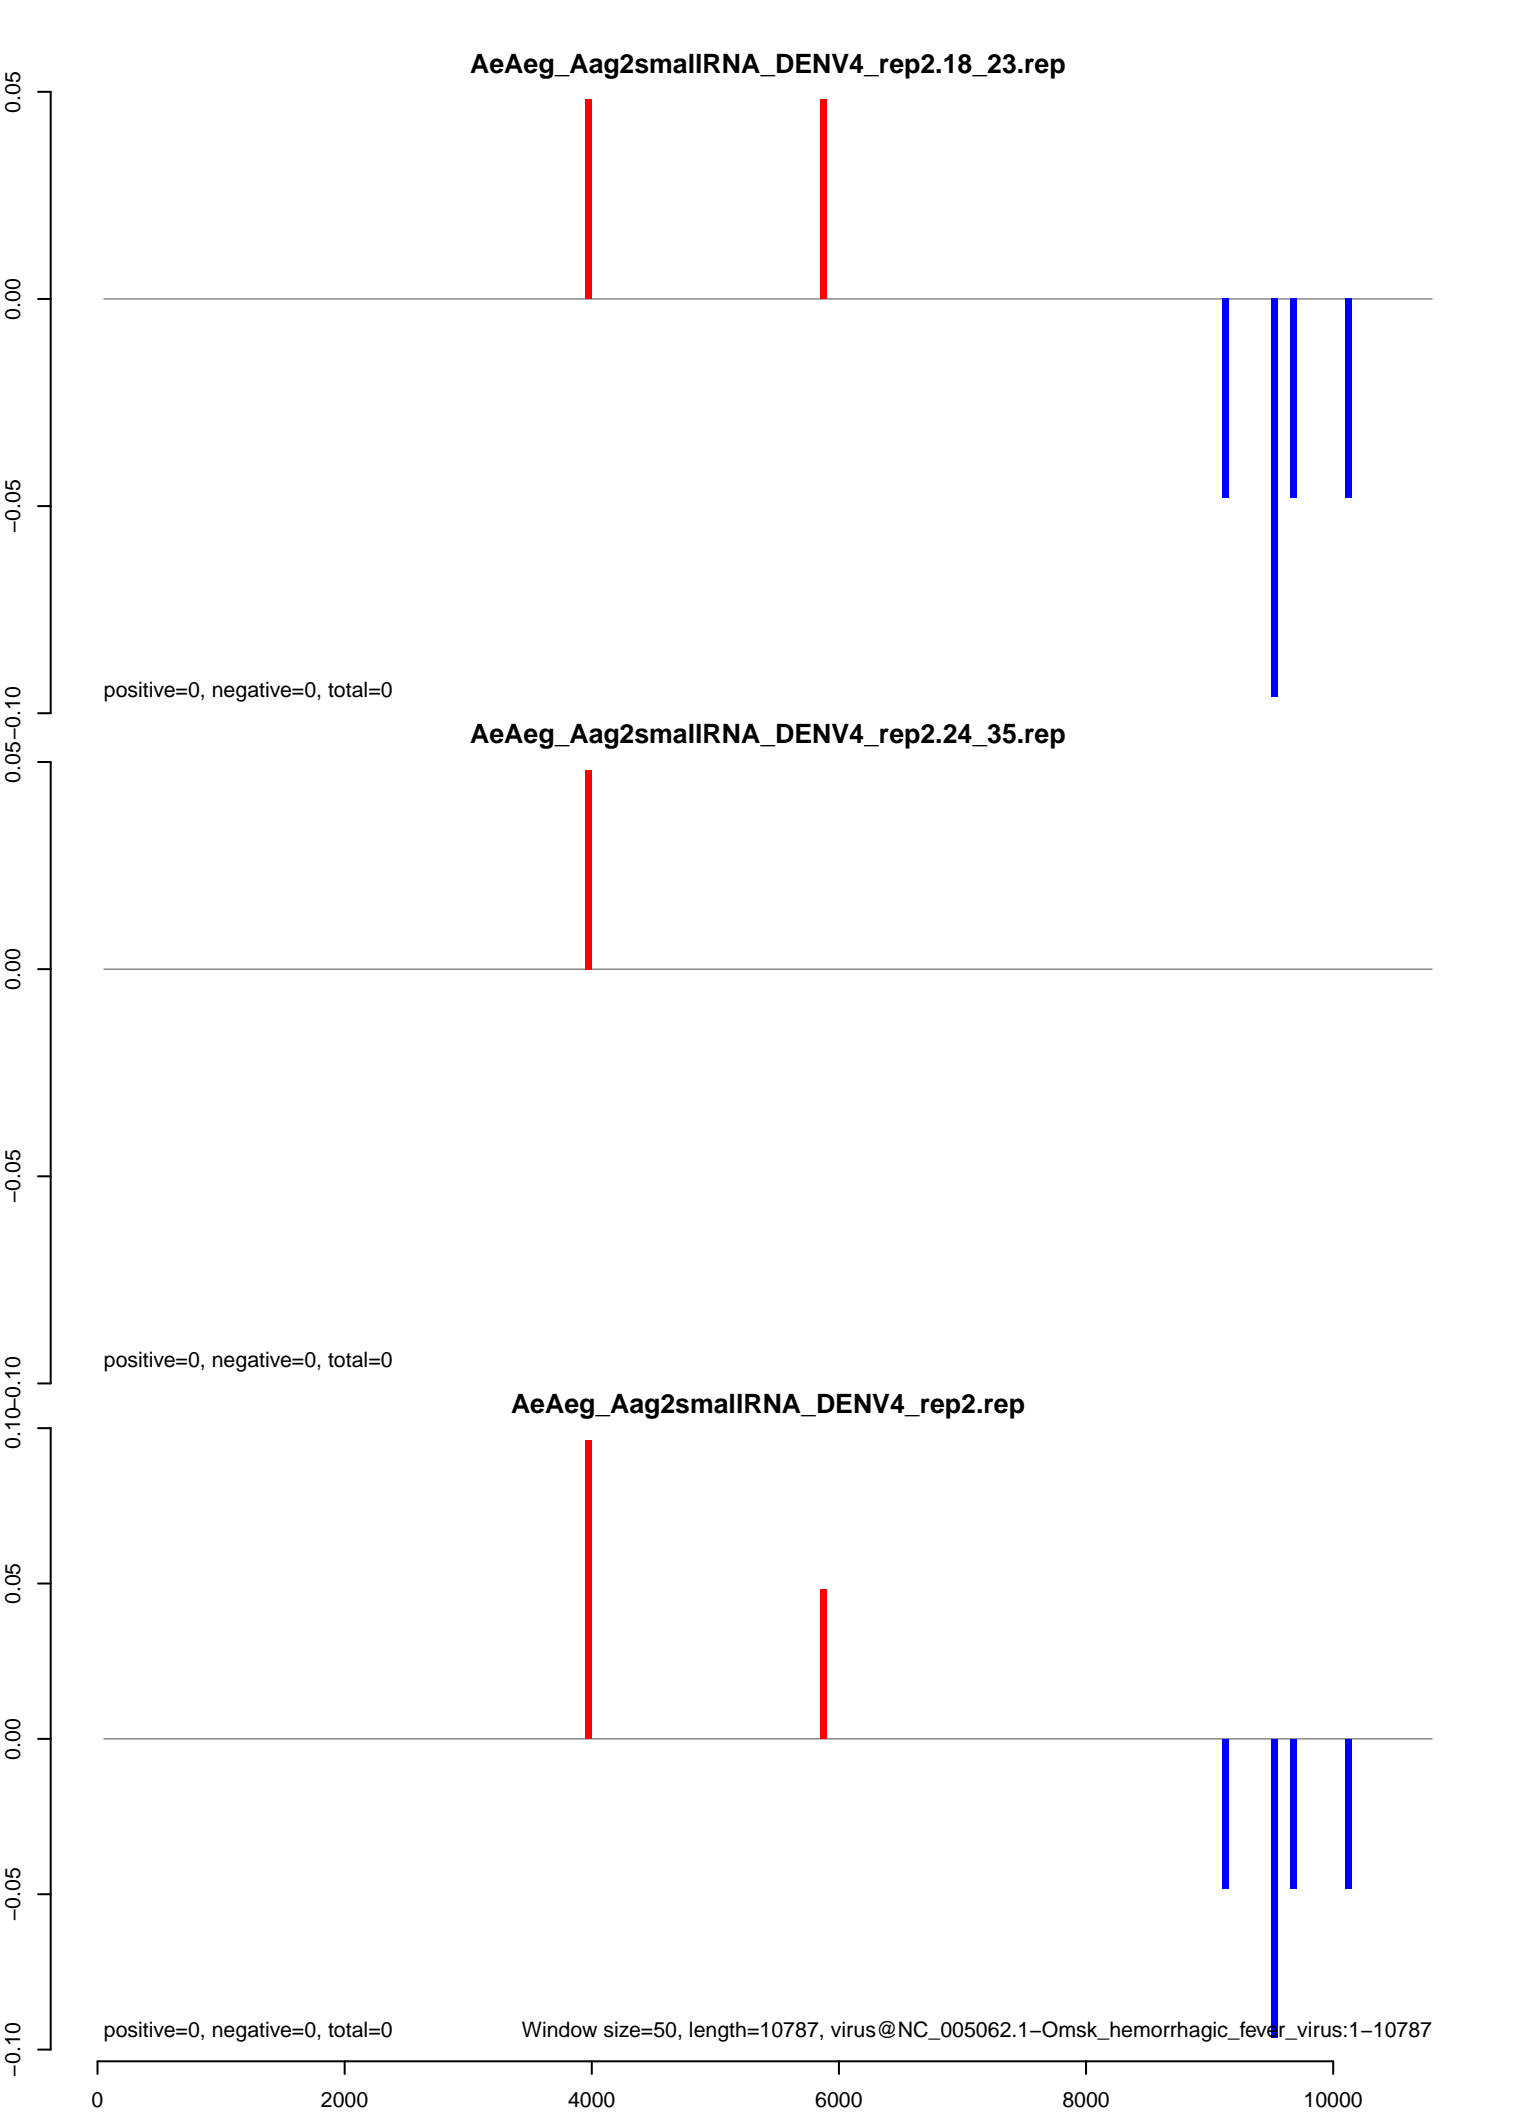 AeAeg_Aag2smallRNA_DENV4_rep2.18_23.rep
0.05
0.00
−0.05
−0.10
positive=0, negative=0, total=0
AeAeg_Aag2smallRNA_DENV4_rep2.24_35.rep
0.05
0.00
−0.05
−0.10
positive=0, negative=0, total=0
AeAeg_Aag2smallRNA_DENV4_rep2.rep
0.10
0.05
0.00
−0.05
−0.10
positive=0, negative=0, total=0
Window size=50, length=10787, virus@NC_005062.1−Omsk_hemorrhagic_fever_virus:1−10787
0 2000 4000 6000 8000 10000